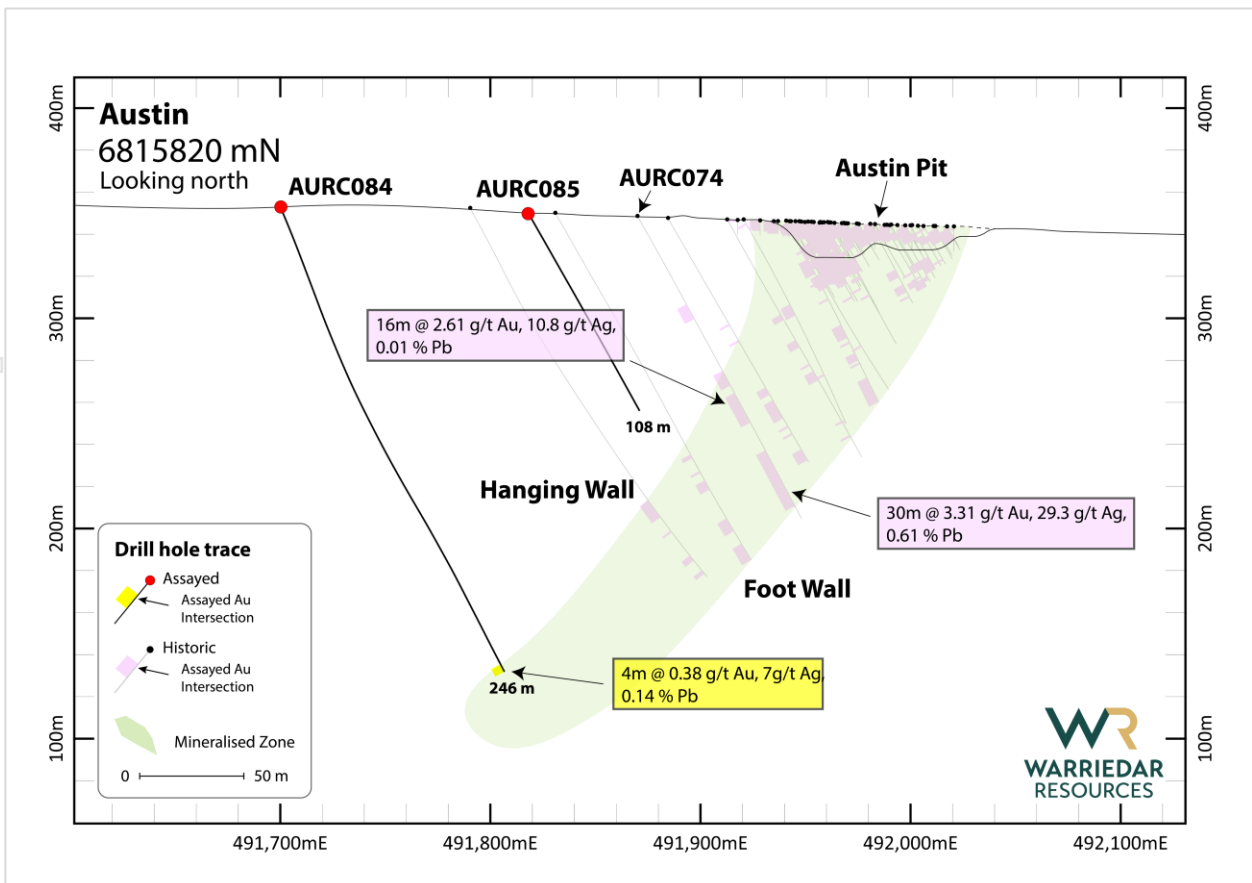 Austin
6815820 mN
Looking north
400m
300m
200m
100m
400m
300m
200m
100m
AURC084
AURC085
AURC074
Austin Pit
16m @ 2.61 g/t Au, 10.8 g/t Ag,
0.01 % Pb
108 m
Hanging Wall
30m @ 3.31 g/t Au, 29.3 g/t Ag,
0.61 % Pb
Foot Wall
4m @ 0.38 g/t Au, 7g/t Ag,
0.14 % Pb
246 m
Drill hole trace
Assayed
Assayed Au
Intersection
Historic
Assayed Au
Intersection
Mineralised Zone
0 50 m
WR
WARRIEDAR
RESOURCES
491,700mE
491,800mE
491,900mE
492,000mE
492,100mE